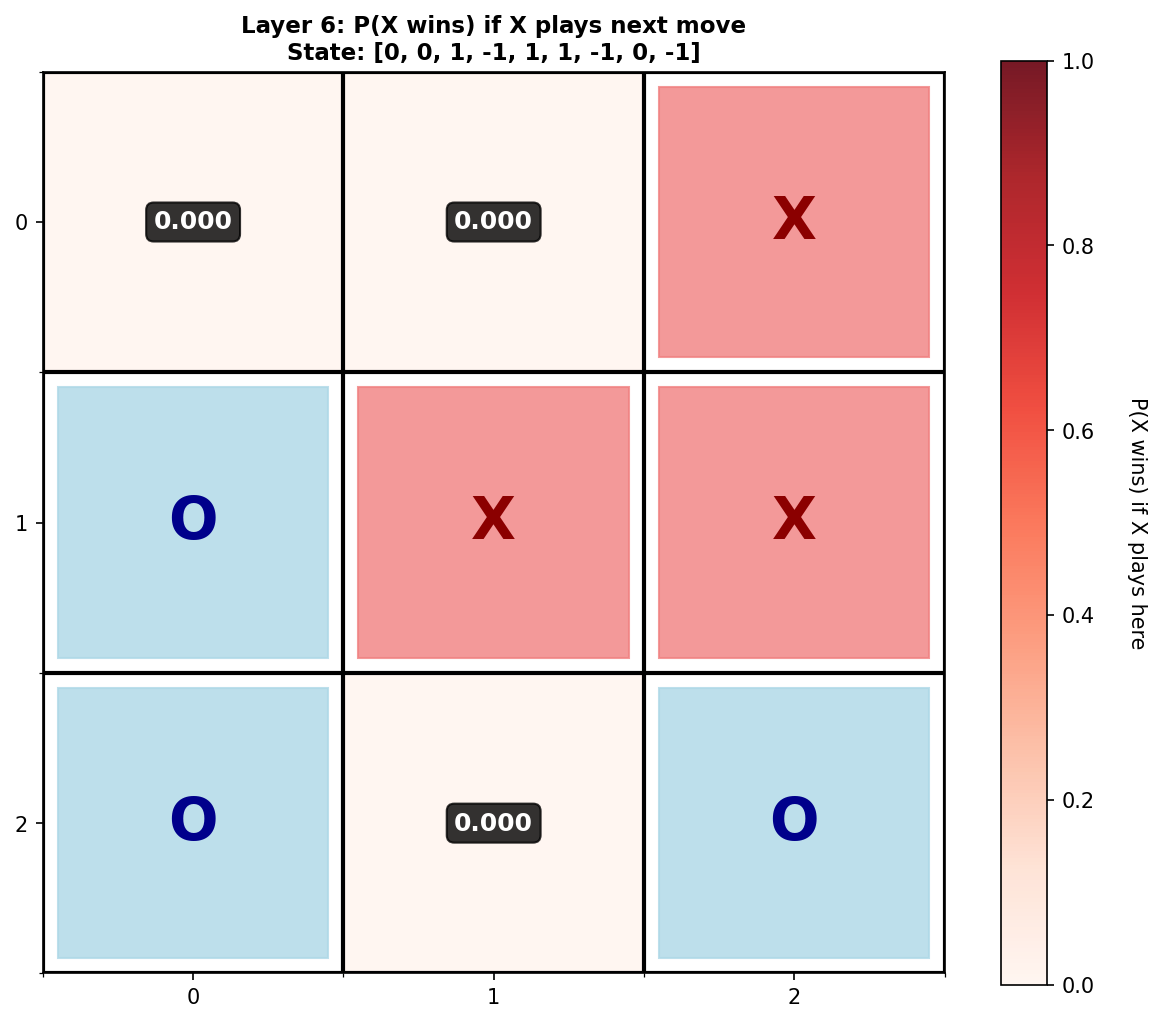 Layer 6: P(X wins) if X plays next move
State: [0, 0, 1, -1, 1, 1, -1, 0, -1]
0
0.000
0.000
X
1
O
X
X
2
O
0.000
O
0
1
2
1.0
0.8
0.6
0.4
0.2
0.0
P(X wins) if X plays here